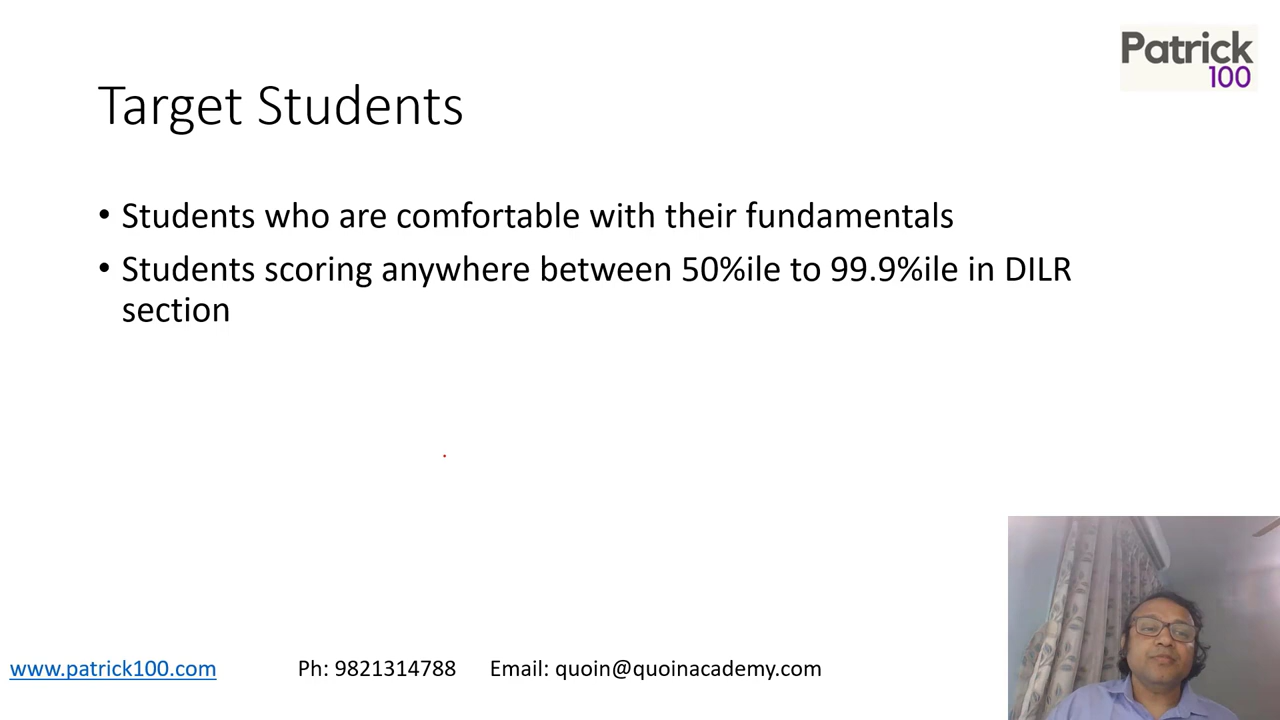 Patrick
100
Target Students
• Students who are comfortable with their fundamentals
• Students scoring anywhere between 50%ile to 99.9%ile in DILR
section
www.patrick100.com Ph: 9821314788 Email: quoin@quoinacademy.com